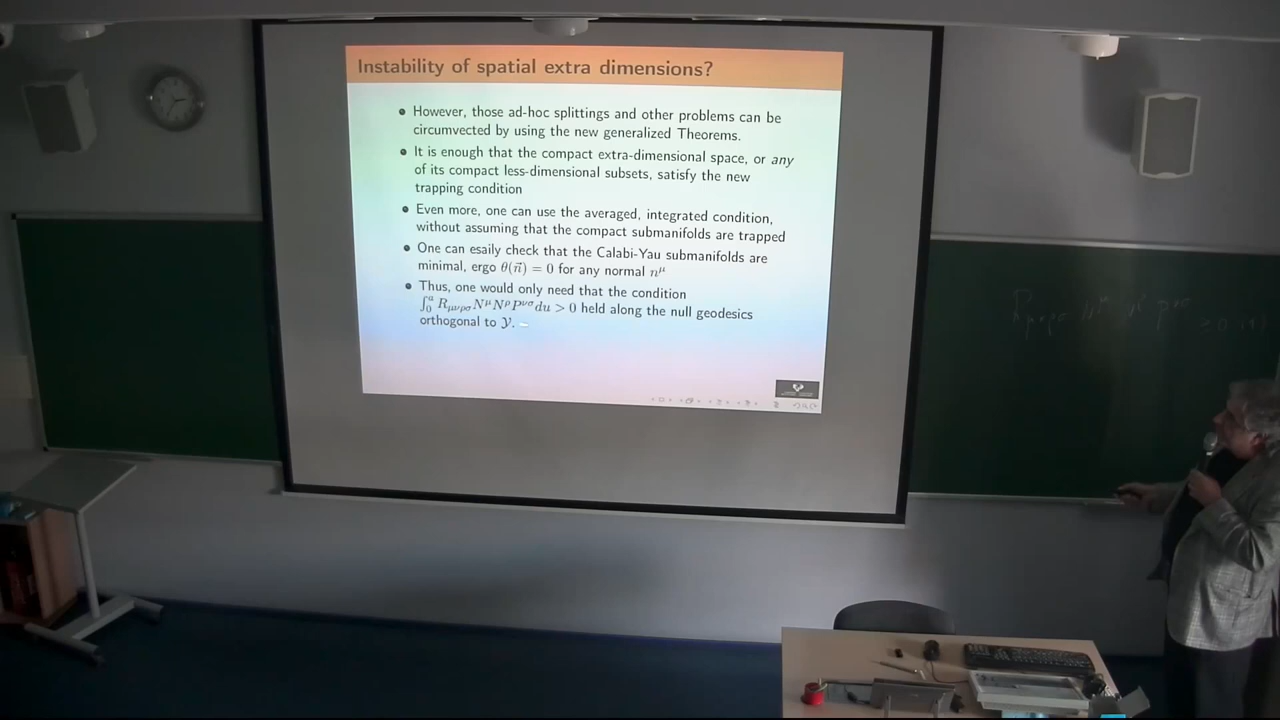 Instability of spatial extra dimensions?
However, those ad-hoc splittings and other problems can be
circumvected by using the new generalized Theorems.
It is enough that the compact extra-dimensional space, or any
of its compact less-dimensional subsets, satisfy the new
trapping condition
Even more, one can use the averaged, integrated condition,
without assuming that the compact submanifolds are trapped
One can esaily check that the Calabi-Yau submanifolds are
minimal, ergo θ(n⃗) = 0 for any normal n^μ
Thus, one would only need that the condition
∫₀^a R_{μνρσ} N^μ N^ρ P^{νσ} du > 0 held along the null geodesics
orthogonal to 𝒴.